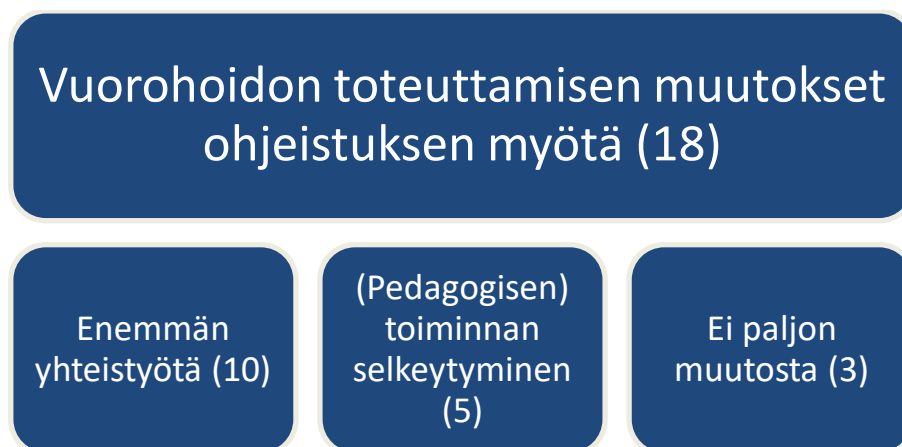 Vuorohoidon toteuttamisen muutokset
ohjeistuksen myötä (18)
Enemmän
yhteistyötä (10)
(Pedagogisen)
toiminnan
selkeytyminen
(5)
Ei paljon
muutosta (3)